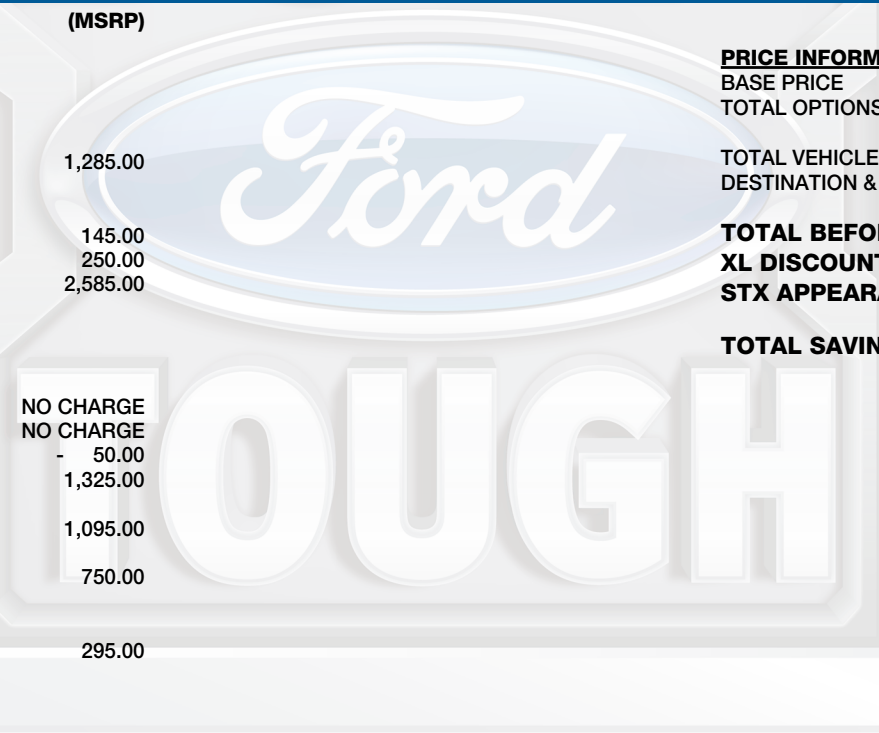 (MSRP)
1,285.00
145.00
250.00
2,585.00
NO CHARGE
NO CHARGE
- 50.00
1,325.00
1,095.00
750.00
295.00
PRICE INFORM
BASE PRICE
TOTAL OPTIONS
TOTAL VEHICLE
DESTINATION &
TOTAL BEFO
XL DISCOUNT
STX APPEAR
TOTAL SAVIN
Ford
TOUGH